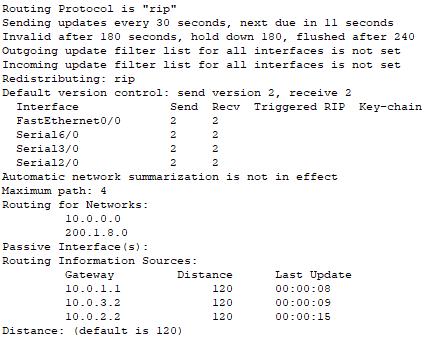 Routing Protocol is "rip"
Sending updates every 30 seconds, next due in 11 seconds
Invalid after 180 seconds, hold down 180, flushed after 240
Outgoing update filter list for all interfaces is not set
Incoming update filter list for all interfaces is not set
Redistributing: rip
Default version control: send version 2, receive 2
Interface Send Recv Triggered RIP Key-chain
FastEthernet0/0 2 2
Serial6/0 2 2
Serial3/0 2 2
Serial2/0 2 2
Automatic network summarization is not in effect
Maximum path: 4
Routing for Networks:
10.0.0.0
200.1.8.0
Passive Interface(s):
Routing Information Sources:
Gateway Distance Last Update
10.0.1.1 120 00:00:08
10.0.3.2 120 00:00:09
10.0.2.2 120 00:00:15
Distance: (default is 120)